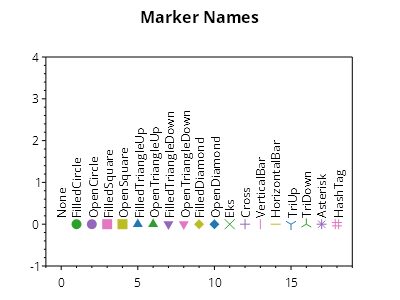 Marker Names
4
3
2
1
0
-1
None
FilledCircle
OpenCircle
FilledSquare
OpenSquare
FilledTriangleUp
OpenTriangleUp
FilledTriangleDown
OpenTriangleDown
FilledDiamond
OpenDiamond
Eks
Cross
VerticalBar
HorizontalBar
TriUp
TriDown
Asterisk
HashTag
0 5 10 15